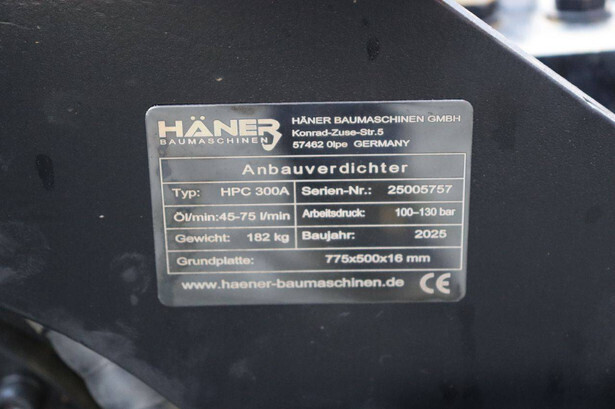 HÄNER
BAUMASCHINEN
HÄNER BAUMASCHINEN GMBH
Konrad-Zuse-Str.5
57462 Olpe GERMANY
Anbauverdichter
Typ: HPC 300A Serien-Nr.: 25005757
Öl/min:45-75 l/min Arbeitsdruck: 100-130 bar
Gewicht: 182 kg Baujahr: 2025
Grundplatte: 775x500x16 mm
www.haener-baumaschinen.de CE